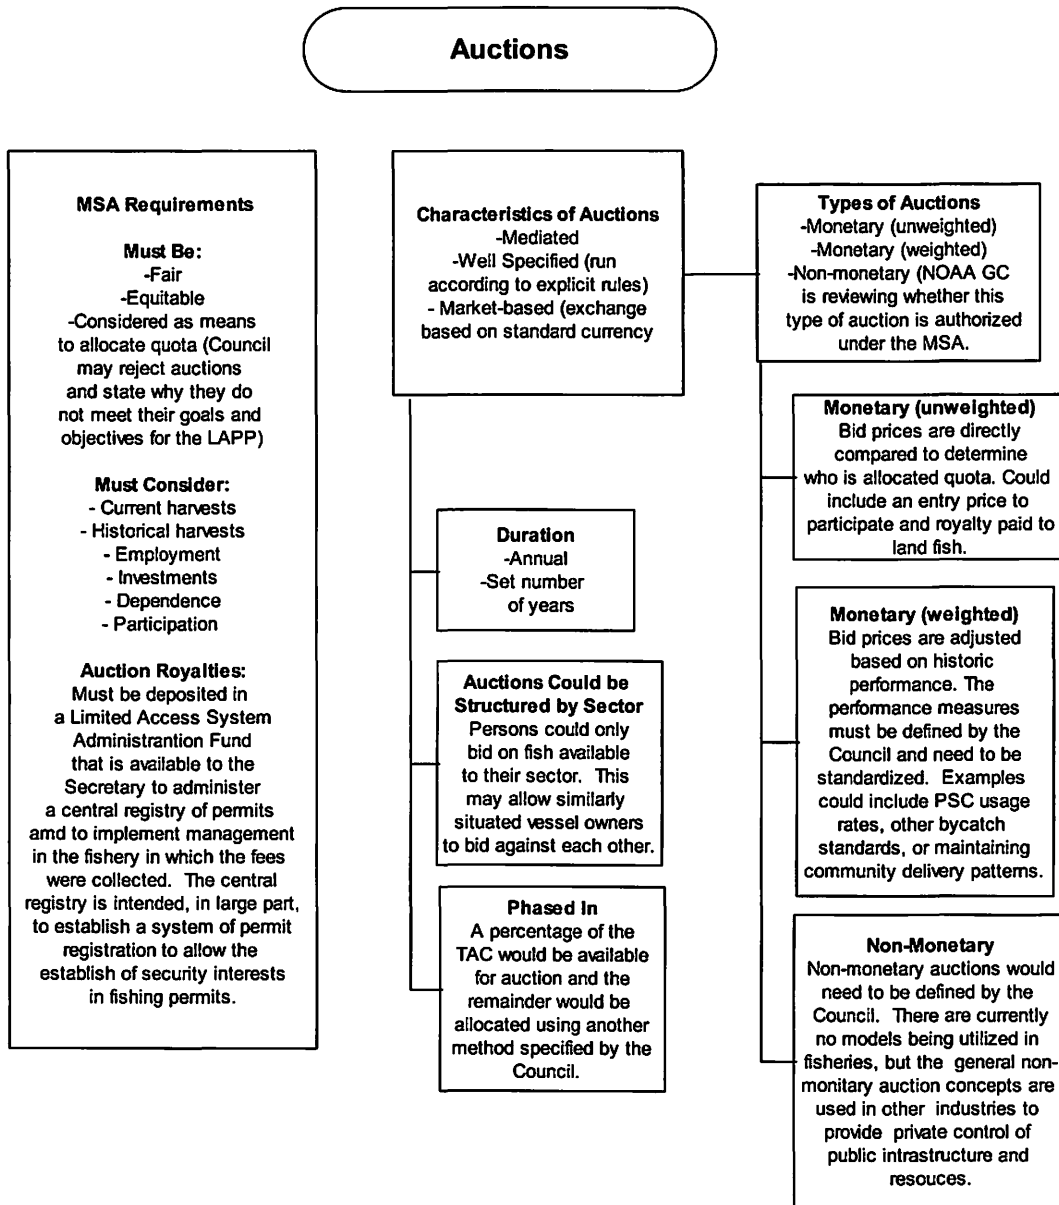 Auctions
MSA Requirements
Must Be:
-Fair
-Equitable
-Considered as means
to allocate quota (Council
may reject auctions
and state why they do
not meet their goals and
objectives for the LAPP)
Must Consider:
- Current harvests
- Historical harvests
- Employment
- Investments
- Dependence
- Participation
Auction Royalties:
Must be deposited in
a Limited Access System
Administrantion Fund
that is available to the
Secretary to administer
a central registry of permits
amd to implement management
in the fishery in which the fees
were collected. The central
registry is intended, in large part,
to establish a system of permit
registration to allow the
establish of security interests
in fishing permits.
Characteristics of Auctions
-Mediated
-Well Specified (run
according to explicit rules)
- Market-based (exchange
based on standard currency
Duration
-Annual
-Set number
of years
Auctions Could be
Structured by Sector
Persons could only
bid on fish available
to their sector. This
may allow similarly
situated vessel owners
to bid against each other.
Phased In
A percentage of the
TAC would be available
for auction and the
remainder would be
allocated using another
method specified by the
Council.
Types of Auctions
-Monetary (unweighted)
-Monetary (weighted)
-Non-monetary (NOAA GC
is reviewing whether this
type of auction is authorized
under the MSA.
Monetary (unweighted)
Bid prices are directly
compared to determine
who is allocated quota. Could
include an entry price to
participate and royalty paid to
land fish.
Monetary (weighted)
Bid prices are adjusted
based on historic
performance. The
performance measures
must be defined by the
Council and need to be
standardized. Examples
could include PSC usage
rates, other bycatch
standards, or maintaining
community delivery patterns.
Non-Monetary
Non-monetary auctions would
need to be defined by the
Council. There are currently
no models being utilized in
fisheries, but the general non-
monitary auction concepts are
used in other industries to
provide private control of
public intrastructure and
resouces.